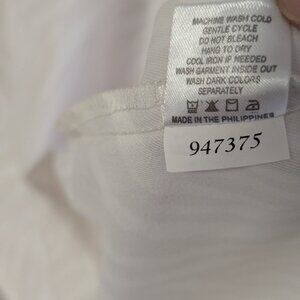 MACHINE WASH COLD
GENTLE CYCLE
DO NOT BLEACH
HANG TO DRY
COOL IRON IF NEEDED
WASH GARMENT INSIDE OUT
WASH DARK COLORS
SEPARATELY
MADE IN THE PHILIPPINES
947375